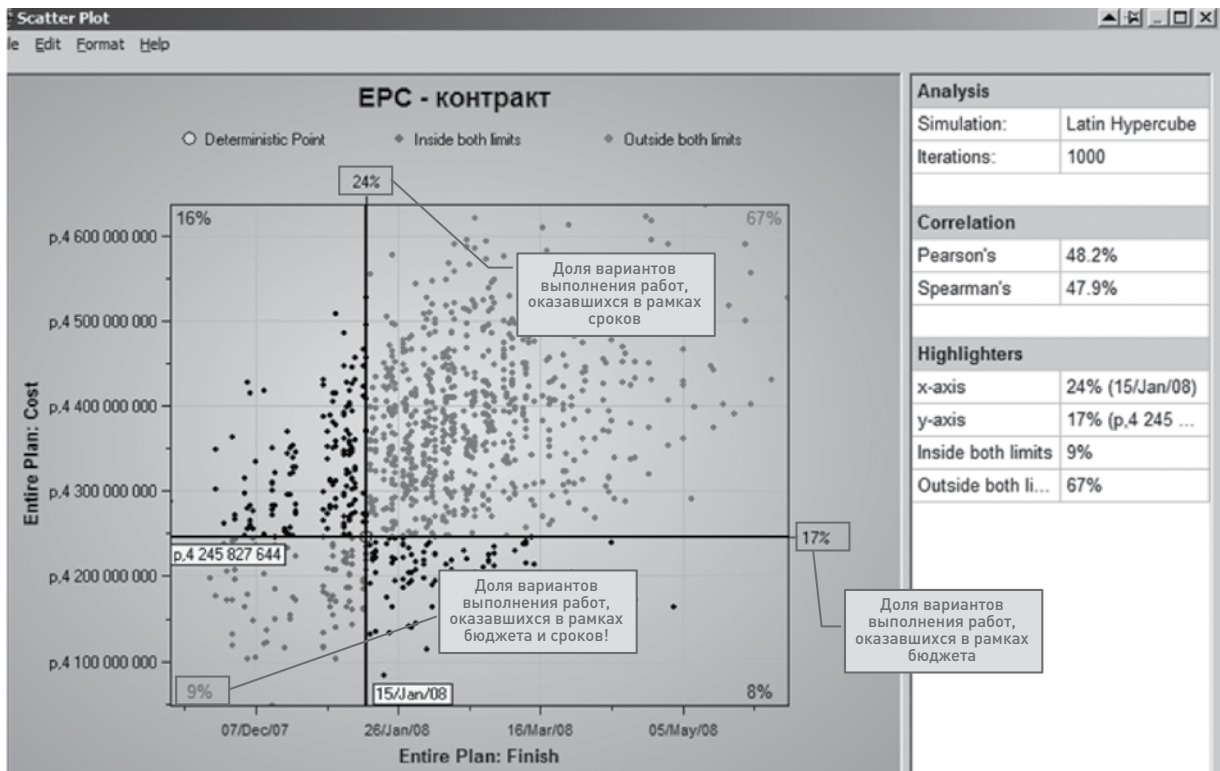 Scatter Plot
le Edit Format Help
EPC - контракт
Deterministic Point Inside both limits Outside both limits
24%
16%
67%
Доля вариантов
выполнения работ,
оказавшихся в рамках
сроков
p,4 600 000 000
p,4 500 000 000
p,4 400 000 000
p,4 300 000 000
p,4 200 000 000
p,4 100 000 000
Entire Plan: Cost
p,4 245 827 644
17%
Доля вариантов
выполнения работ,
оказавшихся в рамках
бюджета и сроков!
Доля вариантов
выполнения работ,
оказавшихся в рамках
бюджета
9%
15/Jan/08
8%
07/Dec/07 26/Jan/08 16/Mar/08 05/May/08
Entire Plan: Finish
Analysis
Simulation: Latin Hypercube
Iterations: 1000
Correlation
Pearson's 48.2%
Spearman's 47.9%
Highlighters
x-axis 24% (15/Jan/08)
y-axis 17% (p,4 245 ...
Inside both limits 9%
Outside both li... 67%